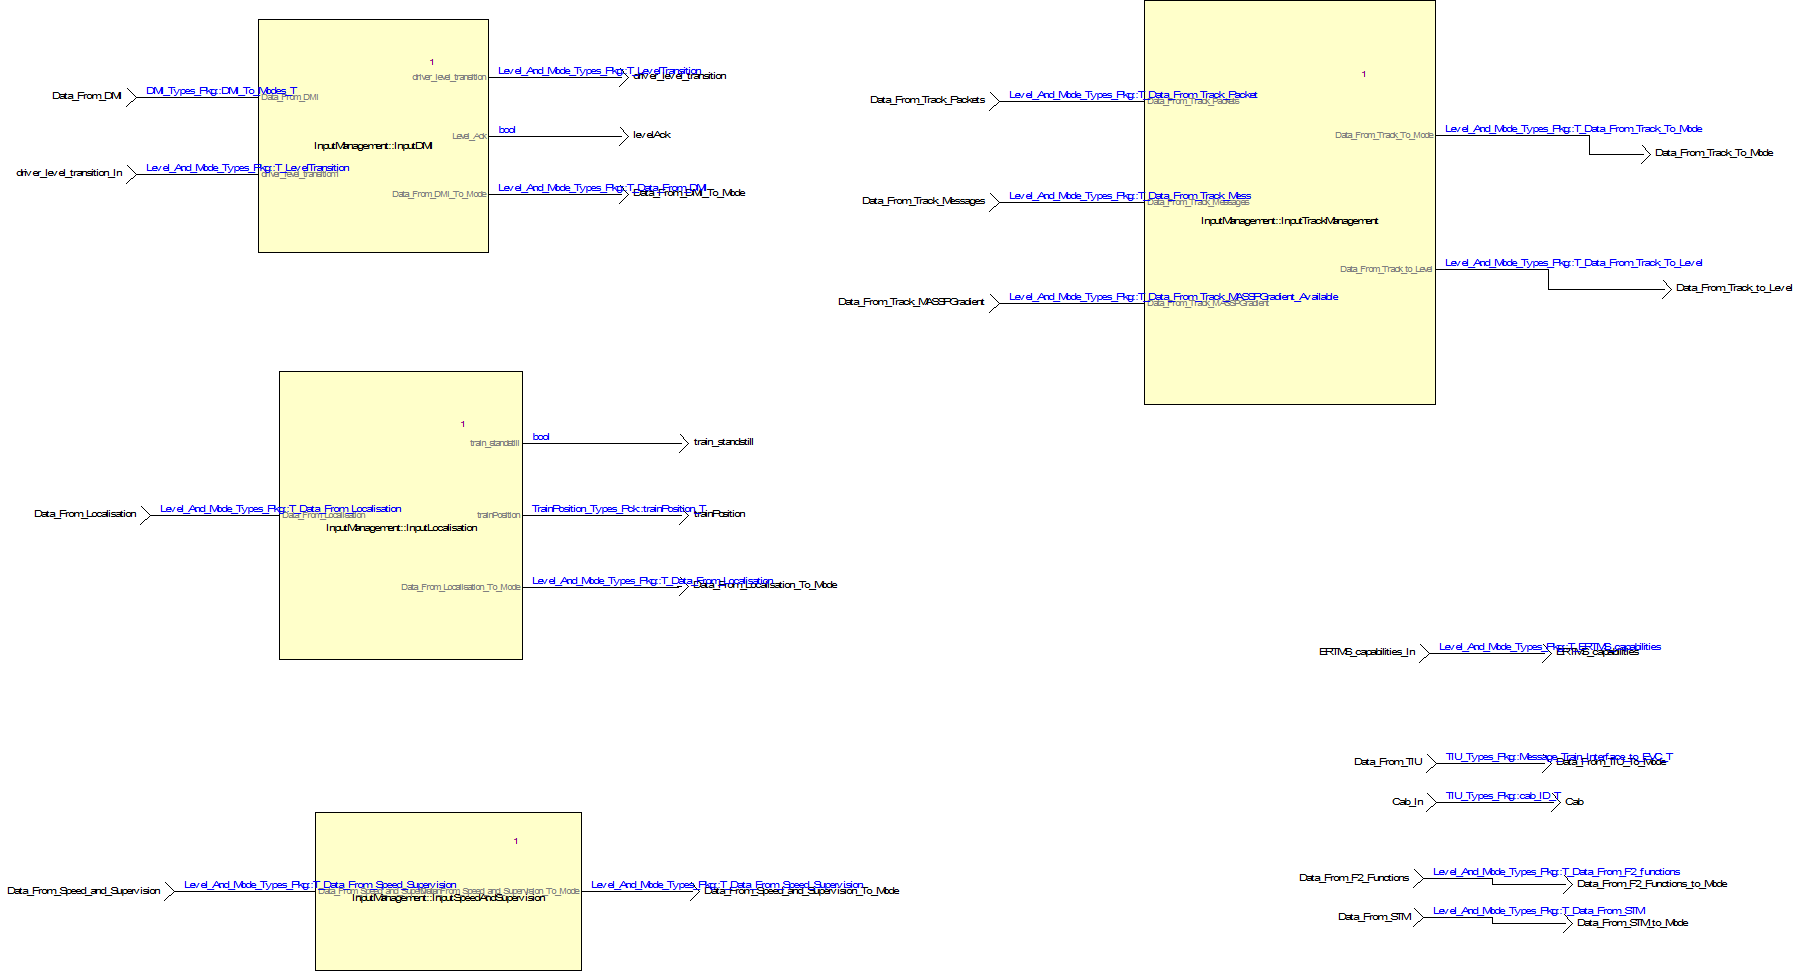 1
driver_level_transition
Level_And_Mode_Types_Pkg::T_LevelTransition
driver_level_transition
Data_From_DMI
DMI_Types_Pkg::DMI_To_Modes_T
Data_From_DMI
Level_Ack
bool
levelAck
InputManagement::InputDMI
driver_level_transition_In
Level_And_Mode_Types_Pkg::T_LevelTransition
driver_level_transition1
Data_From_DMI_To_Mode
Level_And_Mode_Types_Pkg::T_Data_From_DMI
Data_From_DMI_To_Mode
1
Data_From_Track_Packets
Level_And_Mode_Types_Pkg::T_Data_From_Track_Packet
Data_From_Track_Packets
Data_From_Track_To_Mode
Level_And_Mode_Types_Pkg::T_Data_From_Track_To_Mode
Data_From_Track_To_Mode
Data_From_Track_Messages
Level_And_Mode_Types_Pkg::T_Data_From_Track_Mess
Data_From_Track_Messages
InputManagement::InputTrackManagement
Data_From_Track_to_Level
Level_And_Mode_Types_Pkg::T_Data_From_Track_To_Level
Data_From_Track_to_Level
Data_From_Track_MASSPGradient
Level_And_Mode_Types_Pkg::T_Data_From_Track_MASSPGradient_Available
Data_From_Track_MASSPGradient
1
train_standstill
bool
train_standstill
Data_From_Localisation
Level_And_Mode_Types_Pkg::T_Data_From_Localisation
Data_From_Localisation
trainPosition
TrainPosition_Types_Pck::trainPosition_T
trainPosition
InputManagement::InputLocalisation
Data_From_Localisation_To_Mode
Level_And_Mode_Types_Pkg::T_Data_From_Localisation
Data_From_Localisation_To_Mode
ERTMS_capabilities_In
Level_And_Mode_Types_Pkg::T_ERTMS_capabilities
ERTMS_capabilities
Data_From_TIU
TIU_Types_Pkg::Message_Train_Interface_to_EVC_T
Data_From_TIU_To_Mode
Cab_In
TIU_Types_Pkg::cab_ID_T
Cab
1
Data_From_Speed_and_Supervision
Level_And_Mode_Types_Pkg::T_Data_From_Speed_Supervision
Data_From_Speed_and_Supervision
Data_From_Speed_and_Supervision_To_Mode
Level_And_Mode_Types_Pkg::T_Data_From_Speed_Supervision
Data_From_Speed_and_Supervision_To_Mode
InputManagement::InputSpeedAndSupervision
Data_From_F2_Functions
Level_And_Mode_Types_Pkg::T_Data_From_F2_functions
Data_From_F2_Functions_to_Mode
Data_From_STM
Level_And_Mode_Types_Pkg::T_Data_From_STM
Data_From_STM_to_Mode